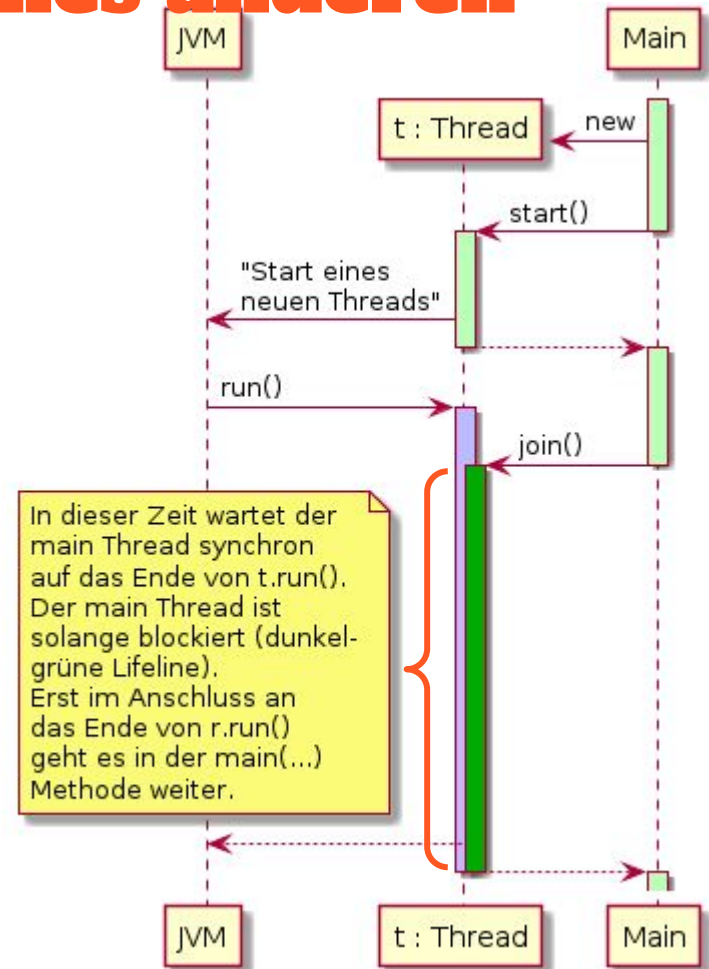 ines anderen
JVM
Main
t : Thread
new
start()
"Start eines
neuen Threads"
run()
join()
In dieser Zeit wartet der
main Thread synchron
auf das Ende von t.run().
Der main Thread ist
solange blockiert (dunkel-
grüne Lifeline).
Erst im Anschluss an
das Ende von r.run()
geht es in der main(...)
Methode weiter.
JVM
t : Thread
Main